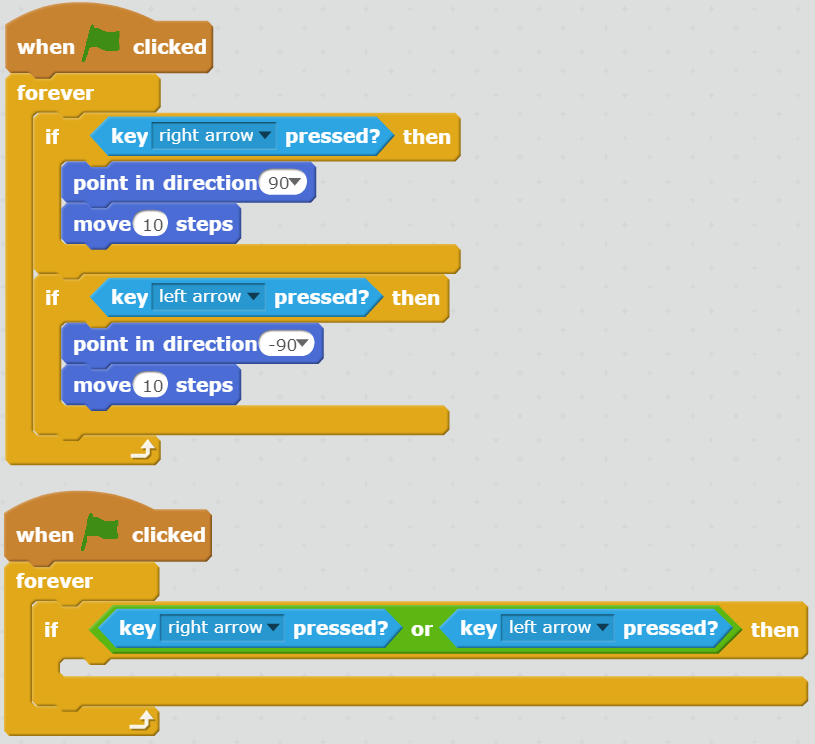 when clicked
forever
if key right arrow pressed? then
point in direction 90
move 10 steps
if key left arrow pressed? then
point in direction -90
move 10 steps
when clicked
forever
if key right arrow pressed? or key left arrow pressed? then